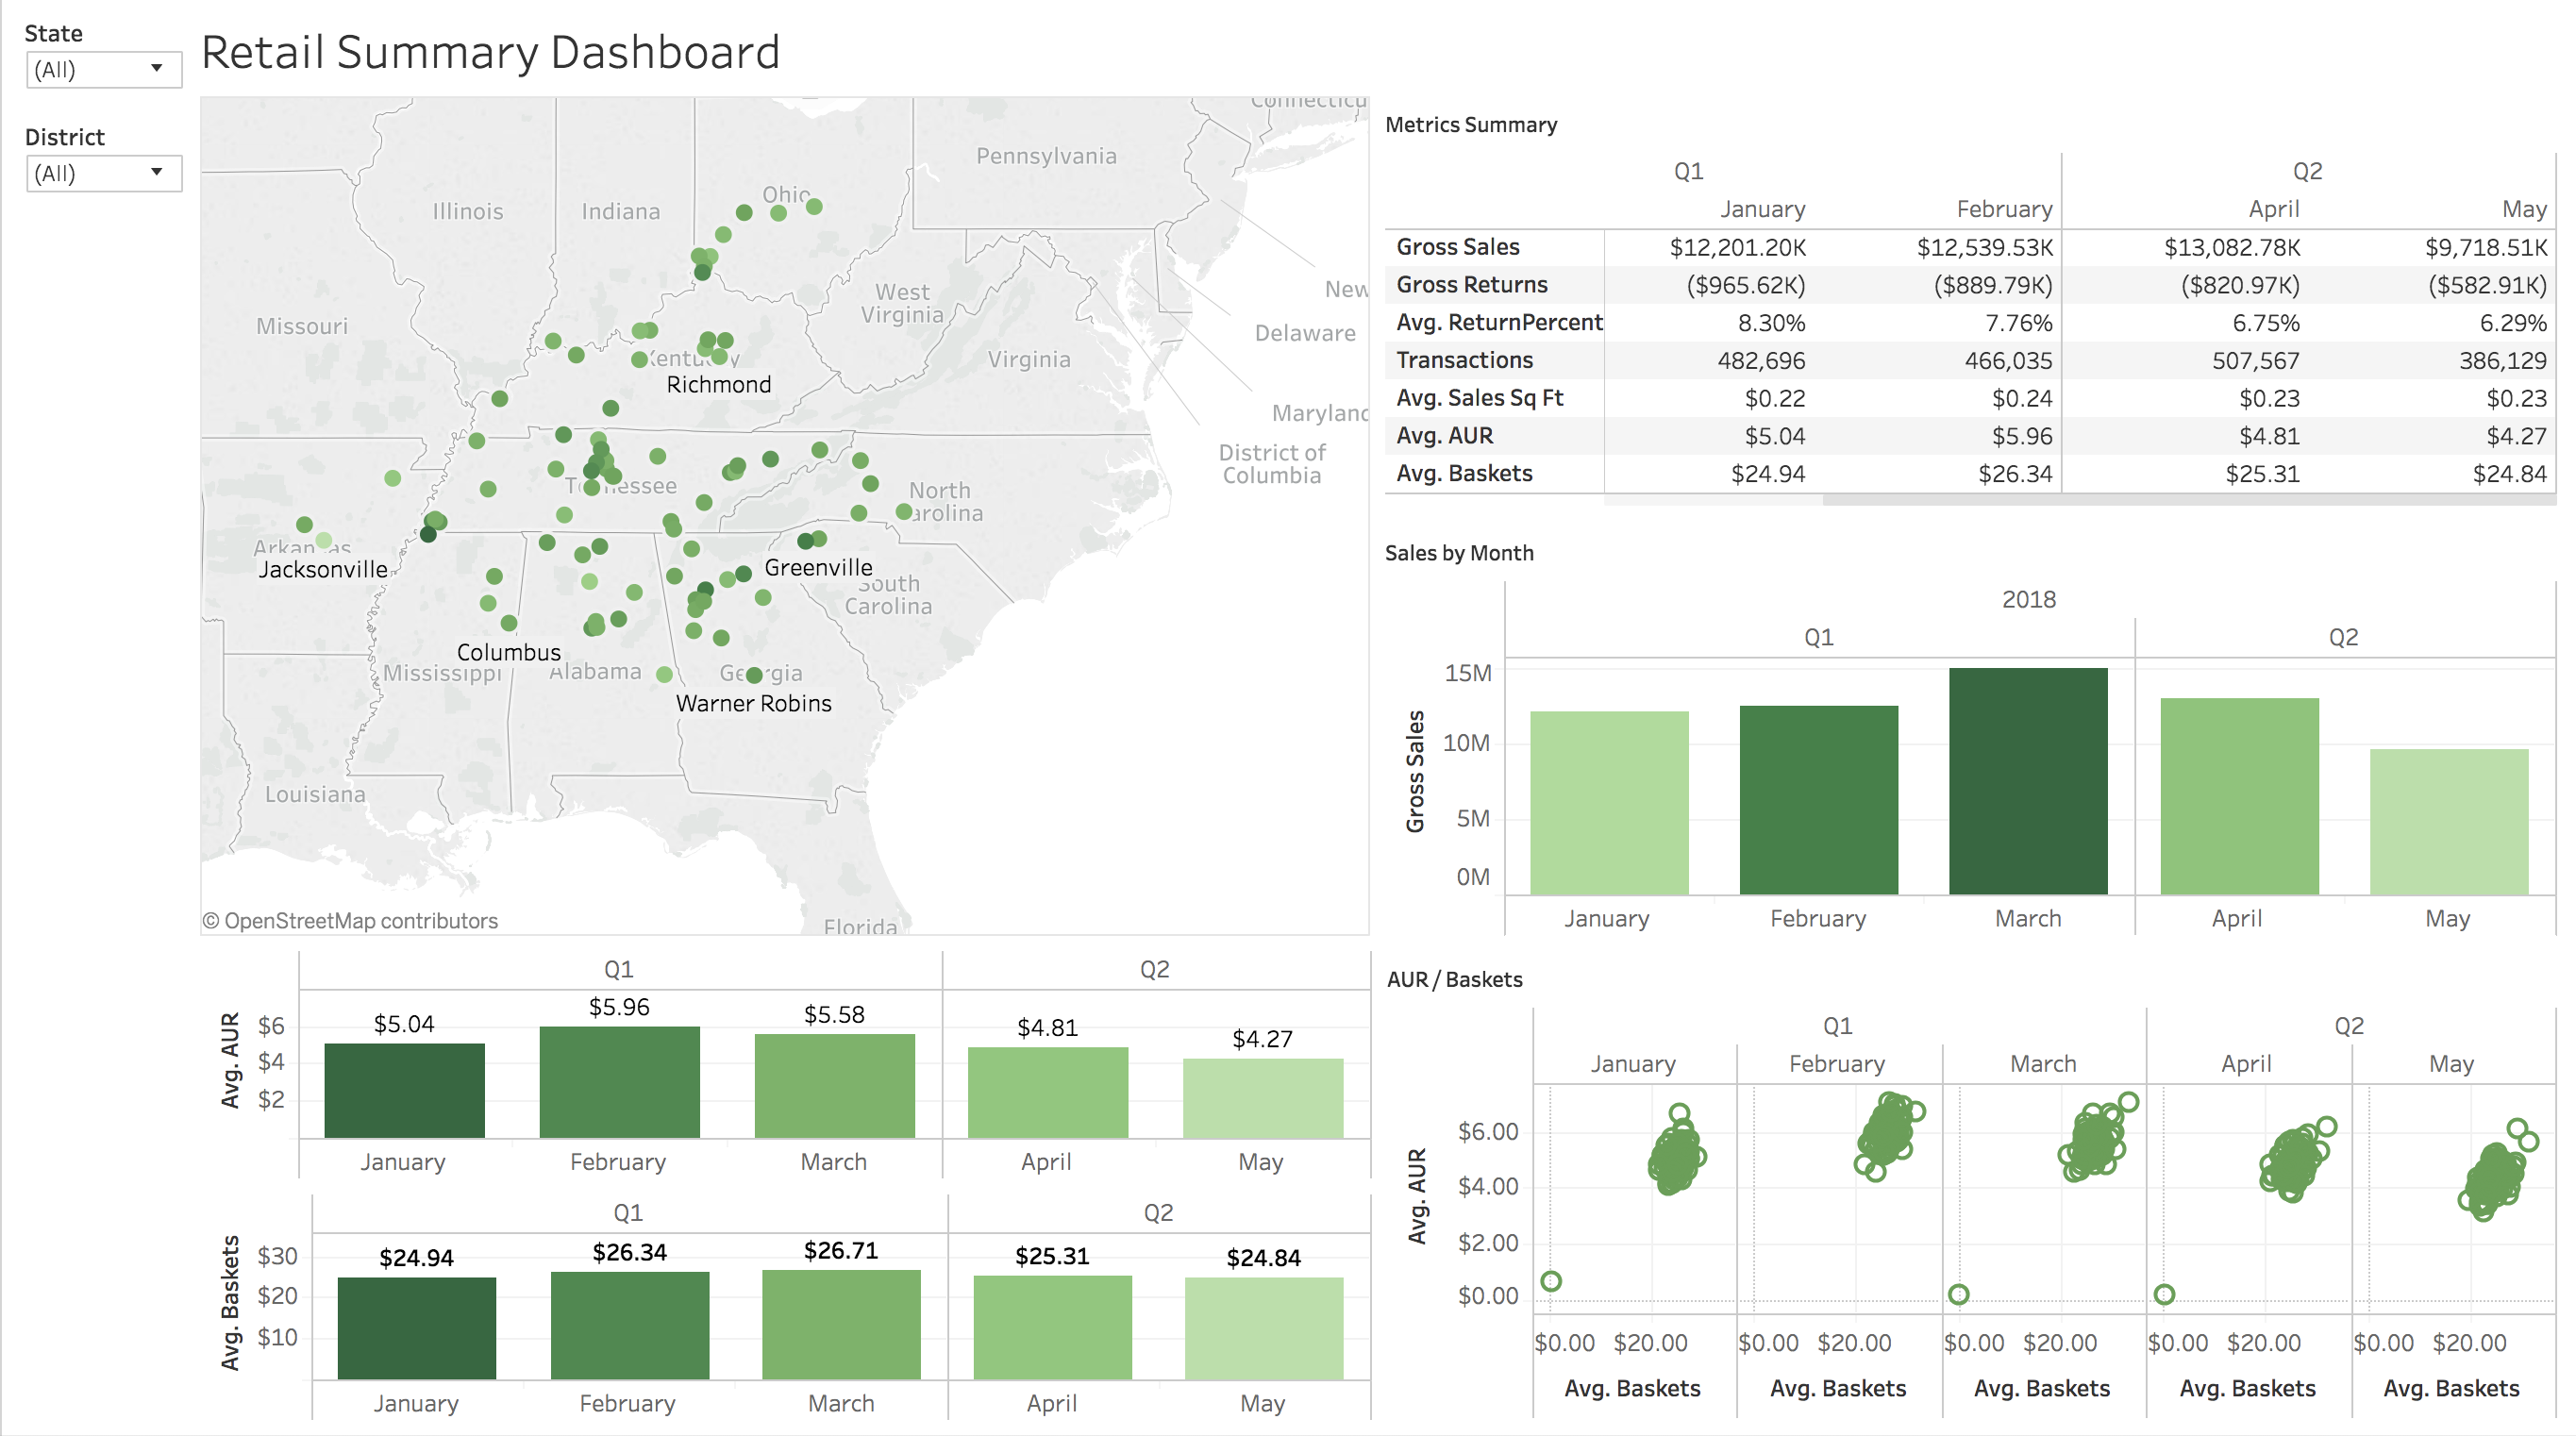 State
(All)
District
(All)
Retail Summary Dashboard
Pennsylvania
Ohio
Illinois
Indiana
West
Virginia
New
Missouri
Delaware
Virginia
Richmond
Maryland
District of
Columbia
North
Carolina
Tennessee
Arkansas
Jacksonville
Greenville
South
Carolina
Columbus
Mississippi
Alabama
Georgia
Warner Robins
Louisiana
Florida
© OpenStreetMap contributors
Metrics Summary
Q1 Q2
January February April May
Gross Sales $12,201.20K $12,539.53K $13,082.78K $9,718.51K
Gross Returns ($965.62K) ($889.79K) ($820.97K) ($582.91K)
Avg. ReturnPercent 8.30% 7.76% 6.75% 6.29%
Transactions 482,696 466,035 507,567 386,129
Avg. Sales Sq Ft $0.22 $0.24 $0.23 $0.23
Avg. AUR $5.04 $5.96 $4.81 $4.27
Avg. Baskets $24.94 $26.34 $25.31 $24.84
Sales by Month
2018
Q1 Q2
Gross Sales
15M
10M
5M
0M
January February March April May
Q1 Q2
Avg. AUR
$6
$4
$2
$5.04 $5.96 $5.58 $4.81 $4.27
January February March April May
Q1 Q2
Avg. Baskets
$30
$20
$10
$24.94 $26.34 $26.71 $25.31 $24.84
January February March April May
AUR / Baskets
Q1 Q2
January February March April May
Avg. AUR
$6.00
$4.00
$2.00
$0.00
$0.00 $20.00 $0.00 $20.00 $0.00 $20.00 $0.00 $20.00 $0.00 $20.00
Avg. Baskets Avg. Baskets Avg. Baskets Avg. Baskets Avg. Baskets